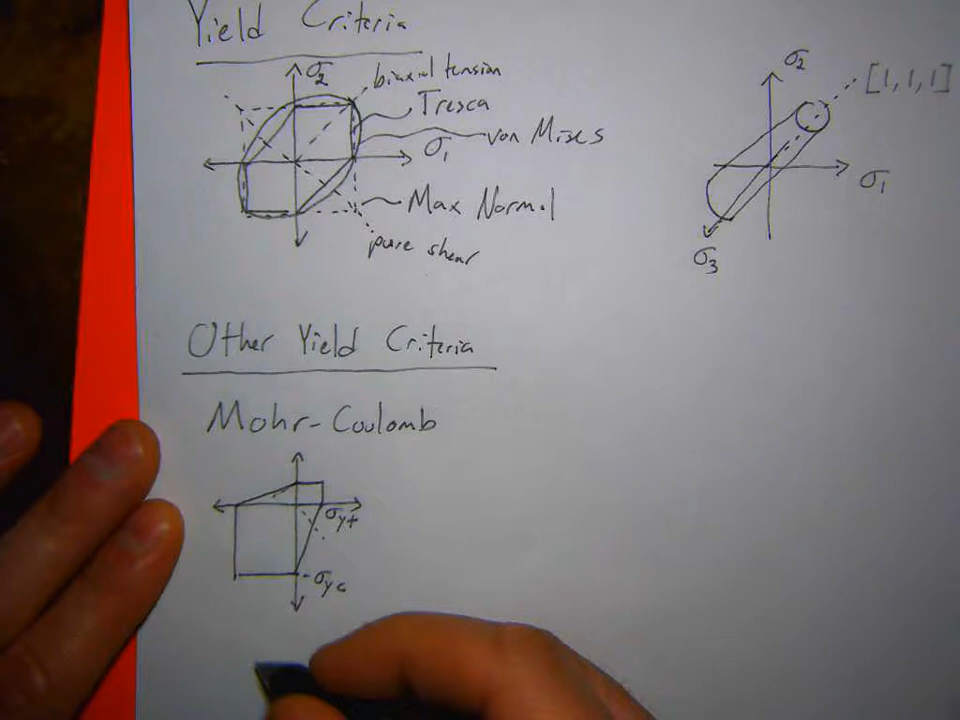 Yield Criteria
σ₂
biaxial tension
Tresca
von Mises
σ₁
Max Normal
pure shear
σ₂
[1,1,1]
σ₁
σ₃
Other Yield Criteria
Mohr-Coulomb
σyt
-σyc